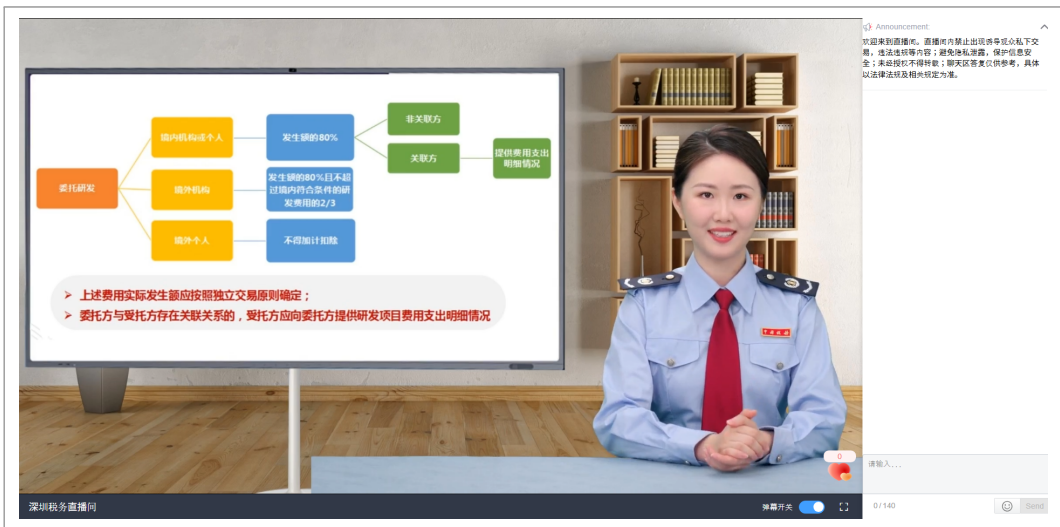 委托研发
境内机构或个人
境外机构
境外个人
发生额的80%
发生额的80%且不超
过境内符合条件的研
发费用的2/3
不得加计扣除
非关联方
关联方
提供费用支出
明细情况
➢ 上述费用实际发生额应按照独立交易原则确定；
➢ 委托方与受托方存在关联关系的，受托方应向委托方提供研发项目费用支出明细情况
中国税务
0
深圳税务直播间
弹幕开关
Announcement:
欢迎来到直播间。直播间内禁止出现诱导观众私下交
易，违法违规等内容；避免隐私泄露，保护信息安
全；未经授权不得转载；聊天区答复仅供参考，具体
以法律法规及相关规定为准。
请输入...
0/140
Send